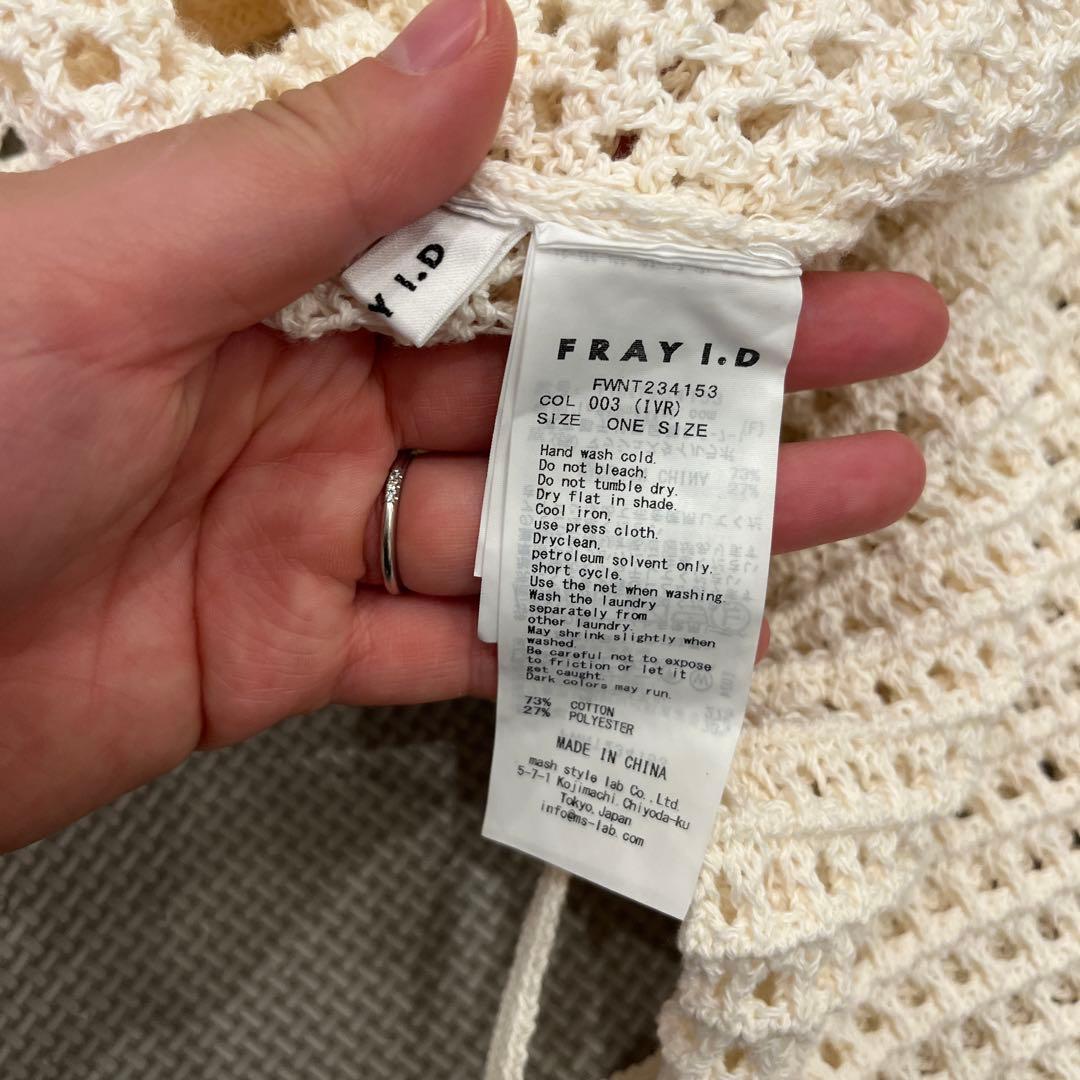 Y I.D
FRAY I.D
FWNT234153
COL 003 (IVR)
SIZE ONE SIZE
Hand wash cold.
Do not bleach.
Do not tumble dry.
Dry flat in shade.
Cool iron,
use press cloth.
Dryclean,
petroleum solvent only.
short cycle.
Use the net when washing.
Wash the laundry
separately from
other laundry.
May shrink slightly when
washed.
Be careful not to expose
to friction or let it
get caught.
Dark colors may run.
73% COTTON
27% POLYESTER
MADE IN CHINA
mash style lab Co.,Ltd.
5-7-1 Kojimachi,Chiyoda-ku
Tokyo,Japan
info@ms-lab.com